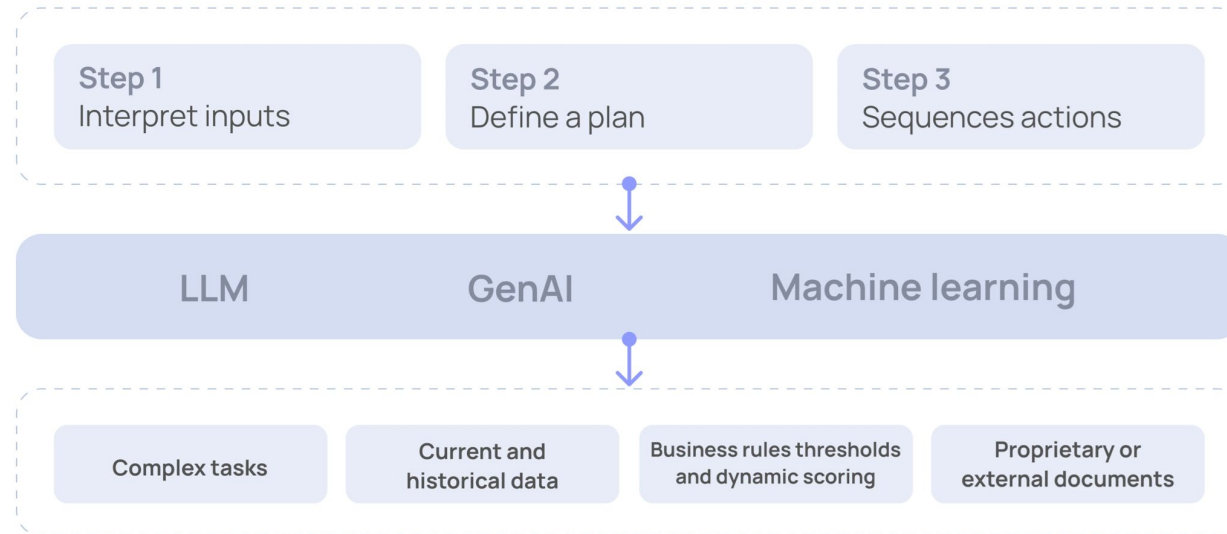 Step 1
Interpret inputs
Step 2
Define a plan
Step 3
Sequences actions
LLM
GenAI
Machine learning
Complex tasks
Current and
historical data
Business rules thresholds
and dynamic scoring
Proprietary or
external documents